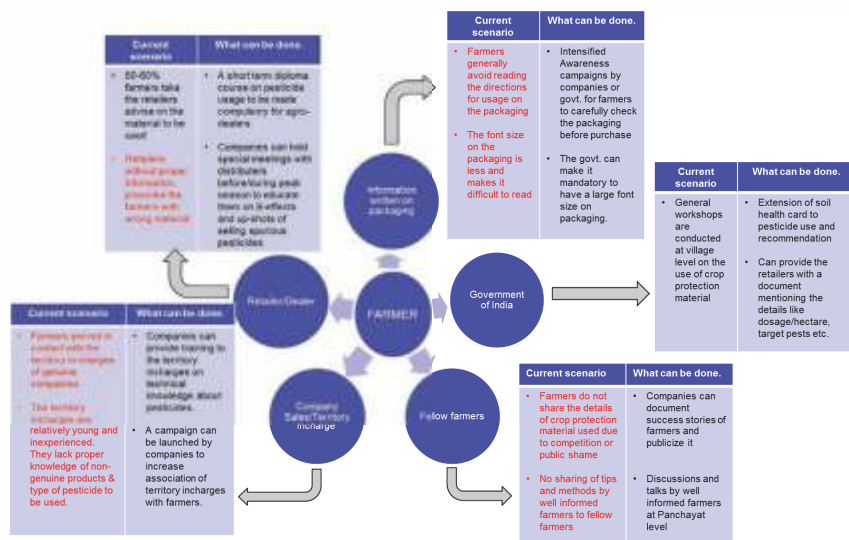 Current scenario
What can be done.
• 50-60% farmers take the retailers advise on the material to be used
• Retailers without proper information, prescribe the farmers with wrong material
• A short term diploma course on pesticide usage to be made compulsory for agro-dealers
• Companies can hold special meetings with distributers before/during peak season to educate them on ill-effects and up-shots of selling spurious pesticides.
Current
scenario
What can be done.
• Farmers
generally
avoid reading
the directions
for usage on
the packaging
• The font size
on the
packaging is
less and
makes it
difficult to read
• Intensified
Awareness
campaigns by
companies or
govt. for farmers
to carefully check
the packaging
before purchase
• The govt. can
make it
mandatory to
have a large font
size on
packaging.
Current
scenario
What can be done.
• General
workshops are
conducted at
village level on
the use of crop
protection
material
• Extension of soil
health card to
pesticide use and
recommendation
• Can provide the
retailers with a
document
mentioning the
details like
dosage/hectare,
target pests etc.
Information
written on
packaging
Retailer/Dealer
FARMER
Government
of India
Company
Sales/Territory
Incharge
Fellow farmers
Current scenario
What can be done.
• Farmers are not in
contact with the
territory in-charges of
genuine
companies
• The territory
incharges are
relatively young and
inexperienced.
They lack proper
knowledge of non-
genuine products &
type of pesticide to
be used.
• Companies can
provide training to
the territory
incharges on
technical
knowledge about
pesticides.
• A campaign can
be launched by
companies to
increase
association of
territory incharges
with farmers.
Current scenario
What can be done.
• Farmers do not
share the details
of crop protection
material used due
to competition or
public shame
• No sharing of tips
and methods by
well informed
farmers to fellow
farmers
• Companies can
document
success stories of
farmers and
publicize it
• Discussions and
talks by well
informed farmers
at Panchayat
level